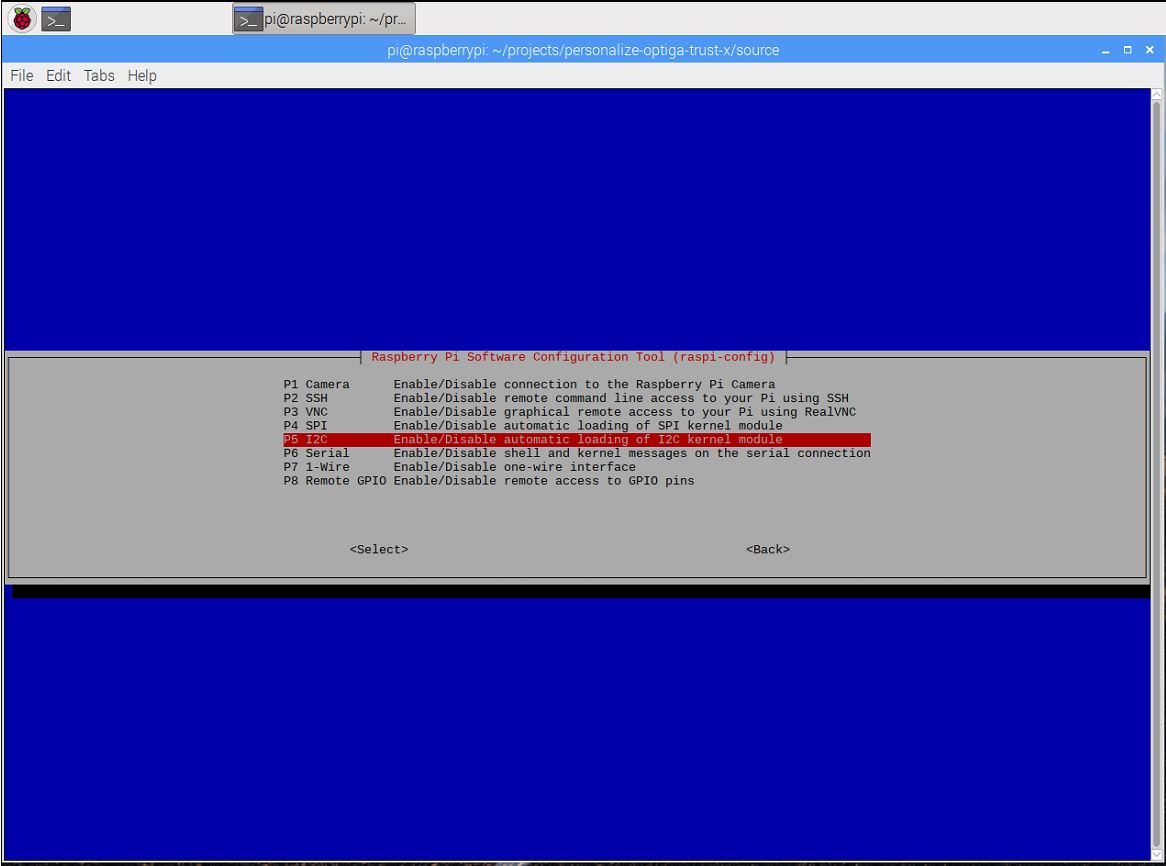 pi@raspberrypi: ~/pr...
pi@raspberrypi: ~/projects/personalize-optiga-trust-x/source
File Edit Tabs Help
Raspberry Pi Software Configuration Tool (raspi-config)
P1 Camera Enable/Disable connection to the Raspberry Pi Camera
P2 SSH Enable/Disable remote command line access to your Pi using SSH
P3 VNC Enable/Disable graphical remote access to your Pi using RealVNC
P4 SPI Enable/Disable automatic loading of SPI kernel module
P5 I2C Enable/Disable automatic loading of I2C kernel module
P6 Serial Enable/Disable shell and kernel messages on the serial connection
P7 1-Wire Enable/Disable one-wire interface
P8 Remote GPIO Enable/Disable remote access to GPIO pins
<Select> <Back>